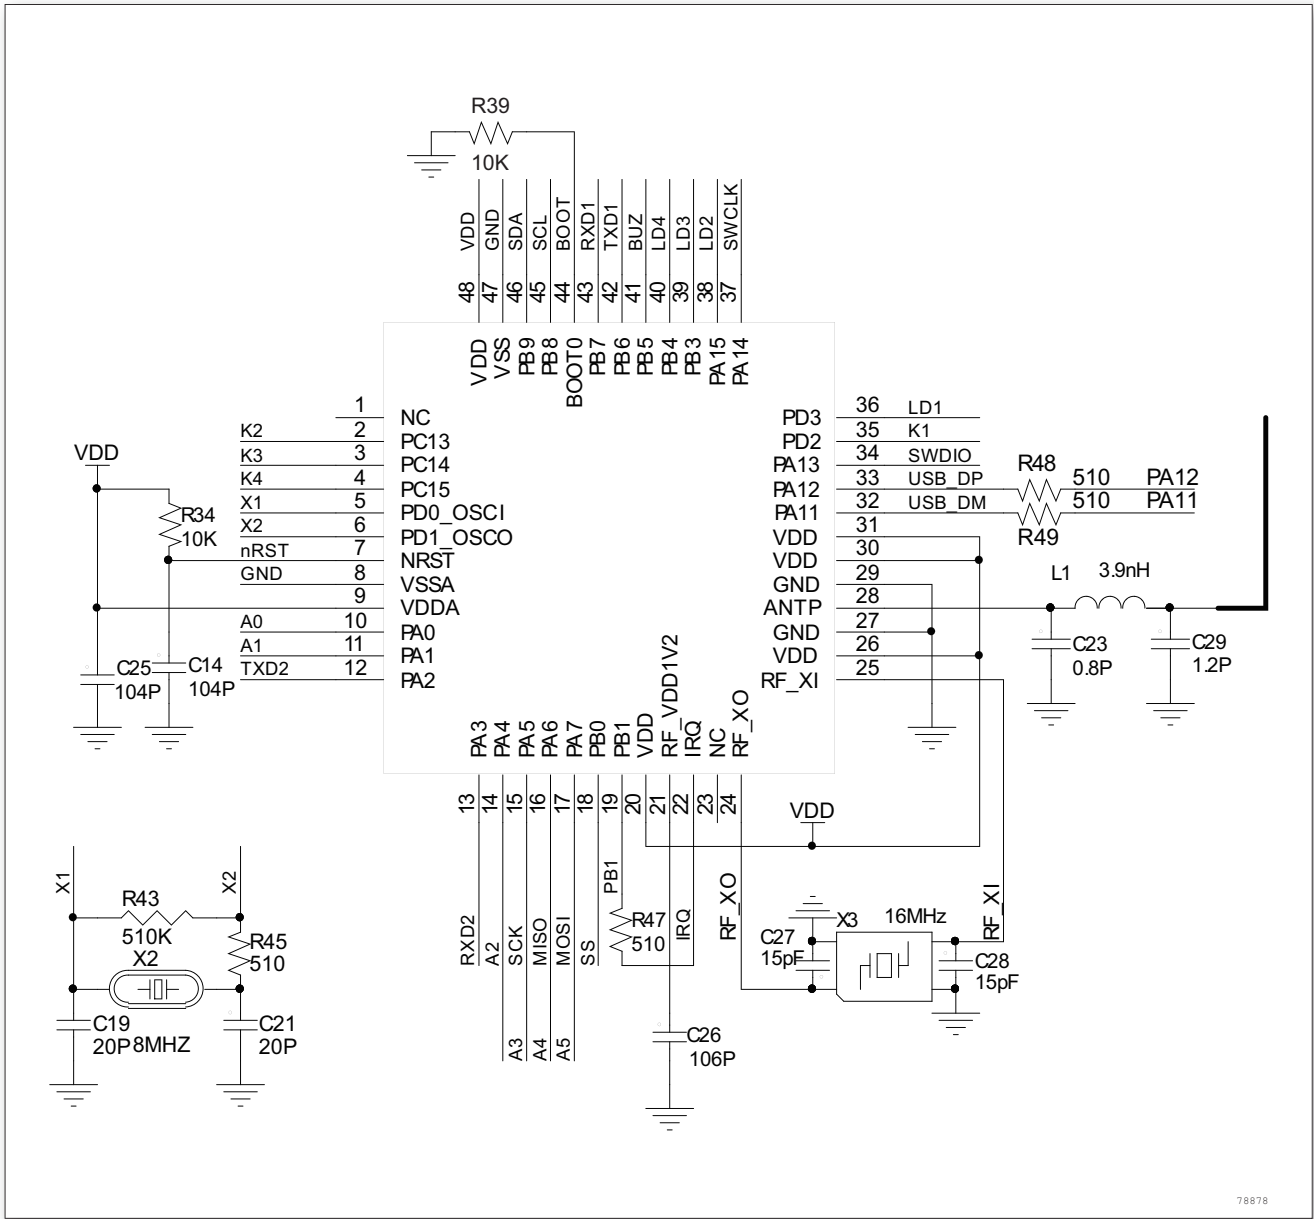 R39
10K
VDD
GND
SDA
SCL
BOOT
RXD1
TXD1
BUZ
LD4
LD3
LD2
SWCLK
48
47
46
45
44
43
42
41
40
39
38
37
VDD
VSS
PB9
PB8
BOOT0
PB7
PB6
PB5
PB4
PB3
PA15
PA14
1 NC
K2 2 PC13
K3 3 PC14
K4 4 PC15
X1 5 PD0_OSCI
X2 6 PD1_OSCO
nRST 7 NRST
GND 8 VSSA
9 VDDA
A0 10 PA0
A1 11 PA1
TXD2 12 PA2
VDD
R34
10K
C25
104P
C14
104P
PD3 36 LD1
PD2 35 K1
PA13 34 SWDIO
PA12 33 USB_DP
PA11 32 USB_DM
VDD 31
VDD 30
GND 29
ANTP 28
GND 27
VDD 26
RF_XI 25
R48 510 PA12
510 PA11
R49
L1 3.9nH
C23
0.8P
C29
1.2P
PA3
PA4
PA5
PA6
PA7
PB0
PB1
VDD
RF_VDD1V2
IRQ
NC
RF_XO
13
14
15
16
17
18
19
20
21
22
23
24
RXD2
A2
SCK
MISO
MOSI
SS
A3
A4
A5
PB1
R47
510
IRQ
C26
106P
VDD
RF_XO
RF_XI
X3
16MHz
C27
15pF
C28
15pF
X1
X2
R43
510K
R45
510
X2
C19
20P
8MHZ
C21
20P
78878